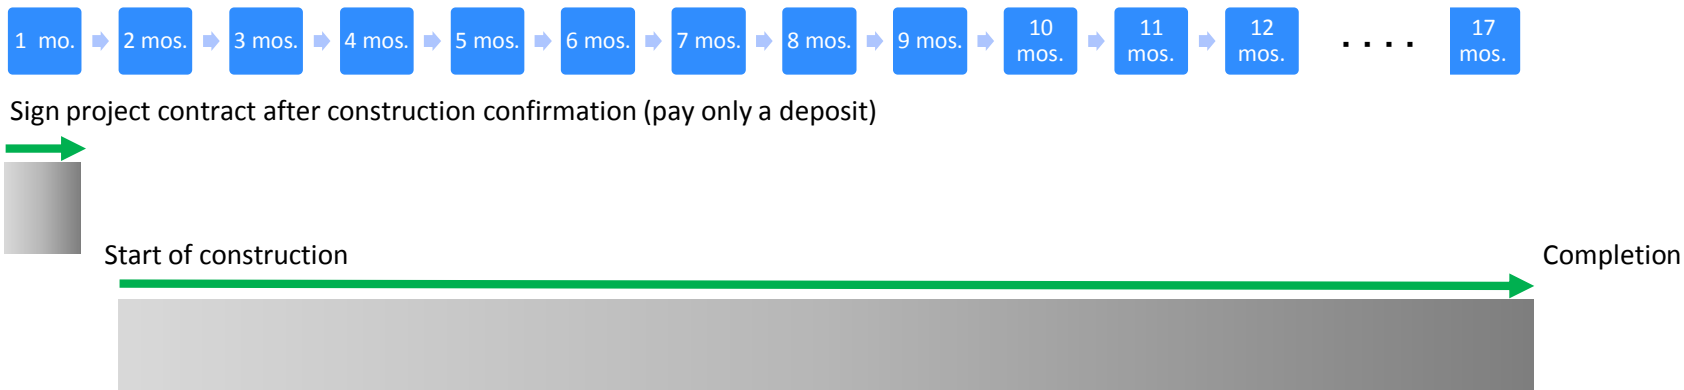 1 mo. 2 mos. 3 mos. 4 mos. 5 mos. 6 mos. 7 mos. 8 mos. 9 mos. 10 mos. 11 mos. 12 mos. . . . . 17 mos.
Sign project contract after construction confirmation (pay only a deposit)
Start of construction Completion